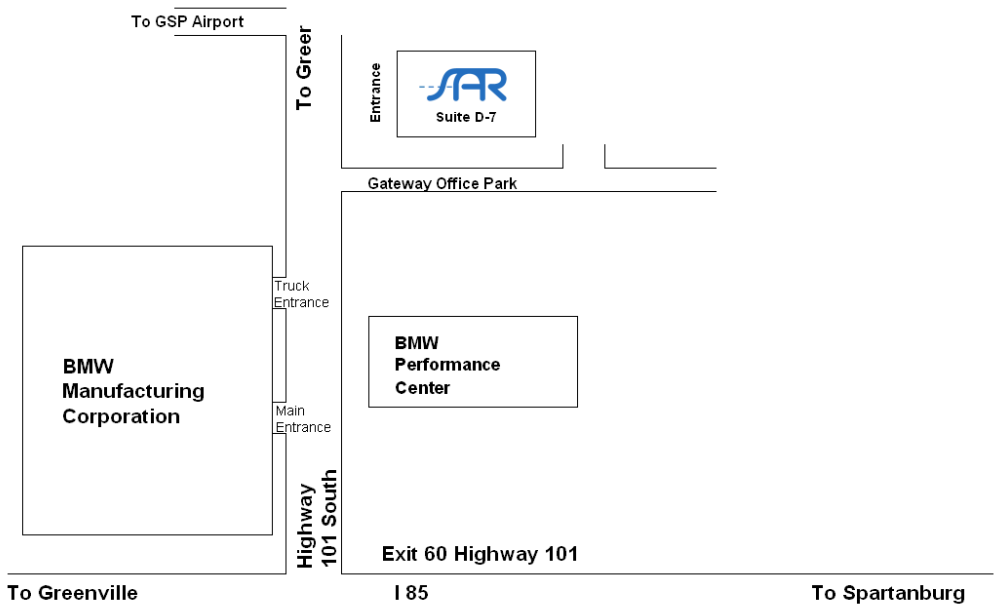 To GSP Airport
To Greer
Entrance
SAR
Suite D-7
Gateway Office Park
Truck
Entrance
BMW
Performance
Center
BMW
Manufacturing
Corporation
Main
Entrance
Highway
101 South
Exit 60 Highway 101
To Greenville
I 85
To Spartanburg